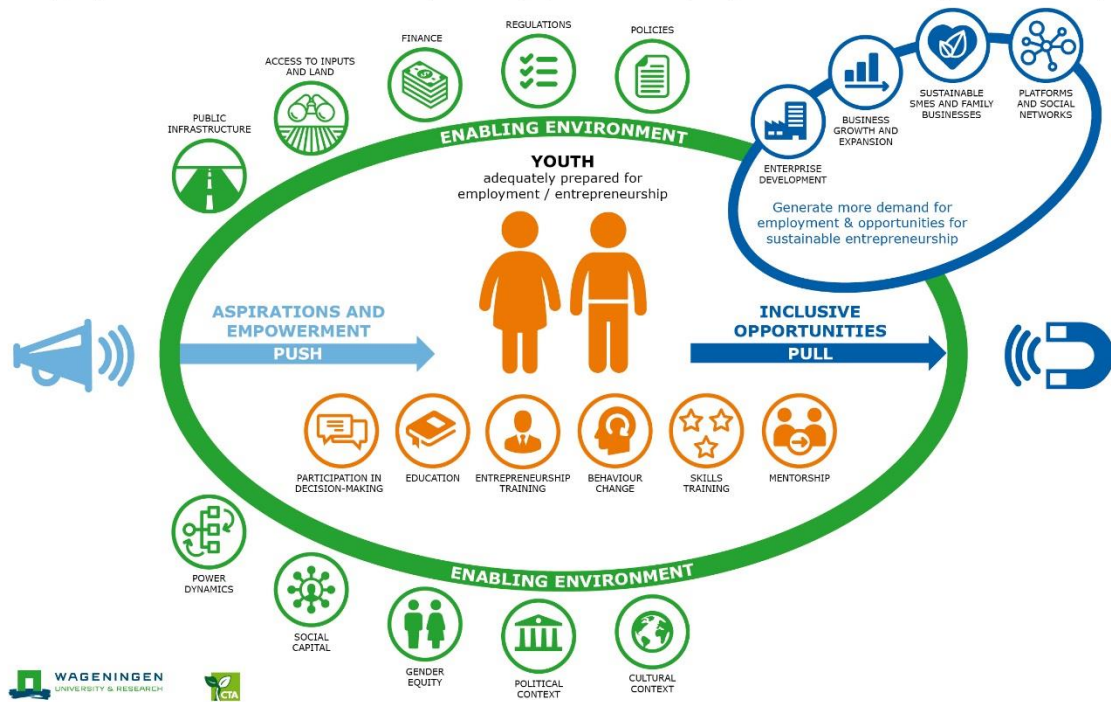 REGULATIONS
POLICIES
FINANCE
ACCESS TO INPUTS
AND LAND
PUBLIC
INFRASTRUCTURE
ENABLING ENVIRONMENT
ENTERPRISE
DEVELOPMENT
BUSINESS
GROWTH AND
EXPANSION
SUSTAINABLE
SMES AND FAMILY
BUSINESSES
PLATFORMS
AND SOCIAL
NETWORKS
Generate more demand for
employment & opportunities for
sustainable entrepreneurship
YOUTH
adequately prepared for
employment / entrepreneurship
ASPIRATIONS AND
EMPOWERMENT
PUSH
INCLUSIVE
OPPORTUNITIES
PULL
PARTICIPATION IN
DECISION-MAKING
EDUCATION
ENTREPRENEURSHIP
TRAINING
BEHAVIOUR
CHANGE
SKILLS
TRAINING
MENTORSHIP
ENABLING ENVIRONMENT
POWER
DYNAMICS
SOCIAL
CAPITAL
GENDER
EQUITY
POLITICAL
CONTEXT
CULTURAL
CONTEXT
WAGENINGEN
UNIVERSITY & RESEARCH
CTA